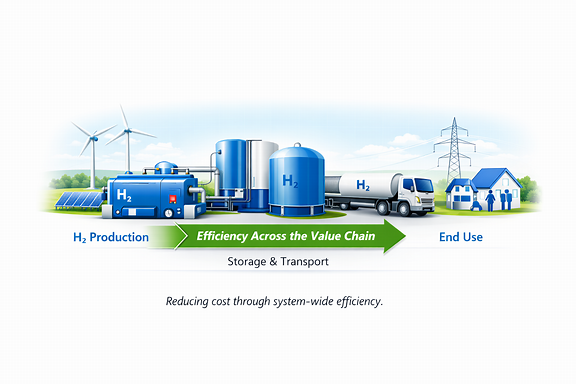 H₂
H₂
H₂
H₂ Production
Efficiency Across the Value Chain
End Use
Storage & Transport
Reducing cost through system-wide efficiency.